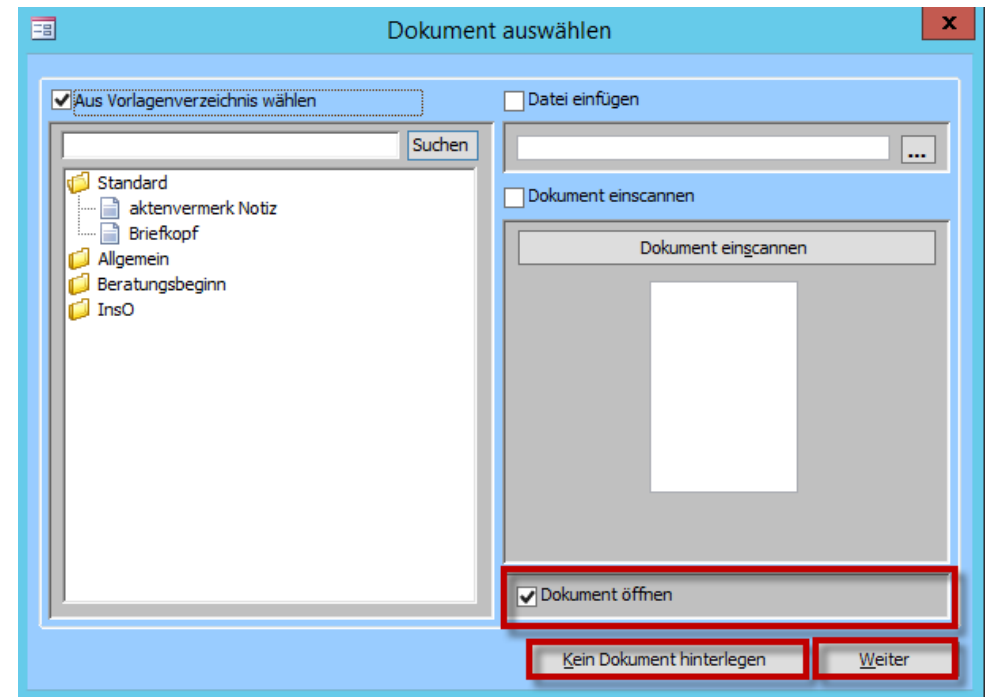 Dokument auswählen
x
Aus Vorlagenverzeichnis wählen
Suchen
Standard
aktenvermerk Notiz
Briefkopf
Allgemein
Beratungsbeginn
InsO
Datei einfügen
...
Dokument einscannen
Dokument einscannen
Dokument öffnen
Kein Dokument hinterlegen
Weiter